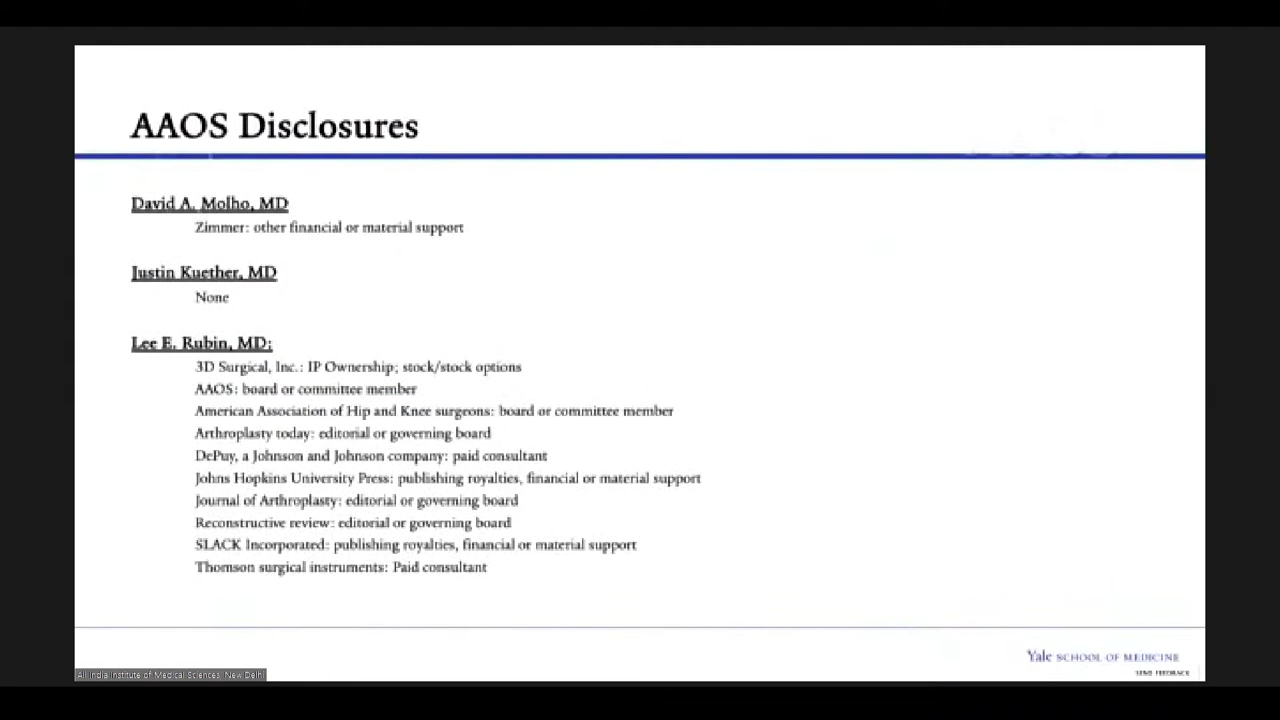 AAOS Disclosures
David A. Molho, MD
Zimmer: other financial or material support
Justin Kuether, MD
None
Lee E. Rubin, MD:
3D Surgical, Inc.: IP Ownership; stock/stock options
AAOS: board or committee member
American Association of Hip and Knee surgeons: board or committee member
Arthroplasty today: editorial or governing board
DePuy, a Johnson and Johnson company: paid consultant
Johns Hopkins University Press: publishing royalties, financial or material support
Journal of Arthroplasty: editorial or governing board
Reconstructive review: editorial or governing board
SLACK Incorporated: publishing royalties, financial or material support
Thomson surgical instruments: Paid consultant
Yale SCHOOL OF MEDICINE
SEND FEEDBACK
All India Institute of Medical Sciences, New Delhi